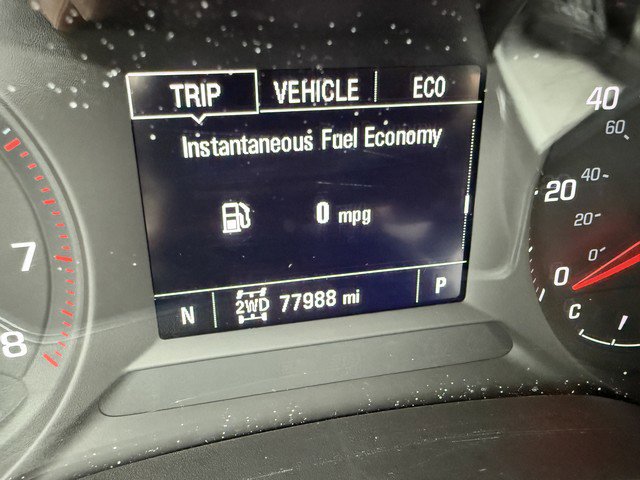 TRIP VEHICLE ECO
Instantaneous Fuel Economy
0 mpg
N 2WD 77988 mi P
7
8
40
60
20
40
20
0
0
C